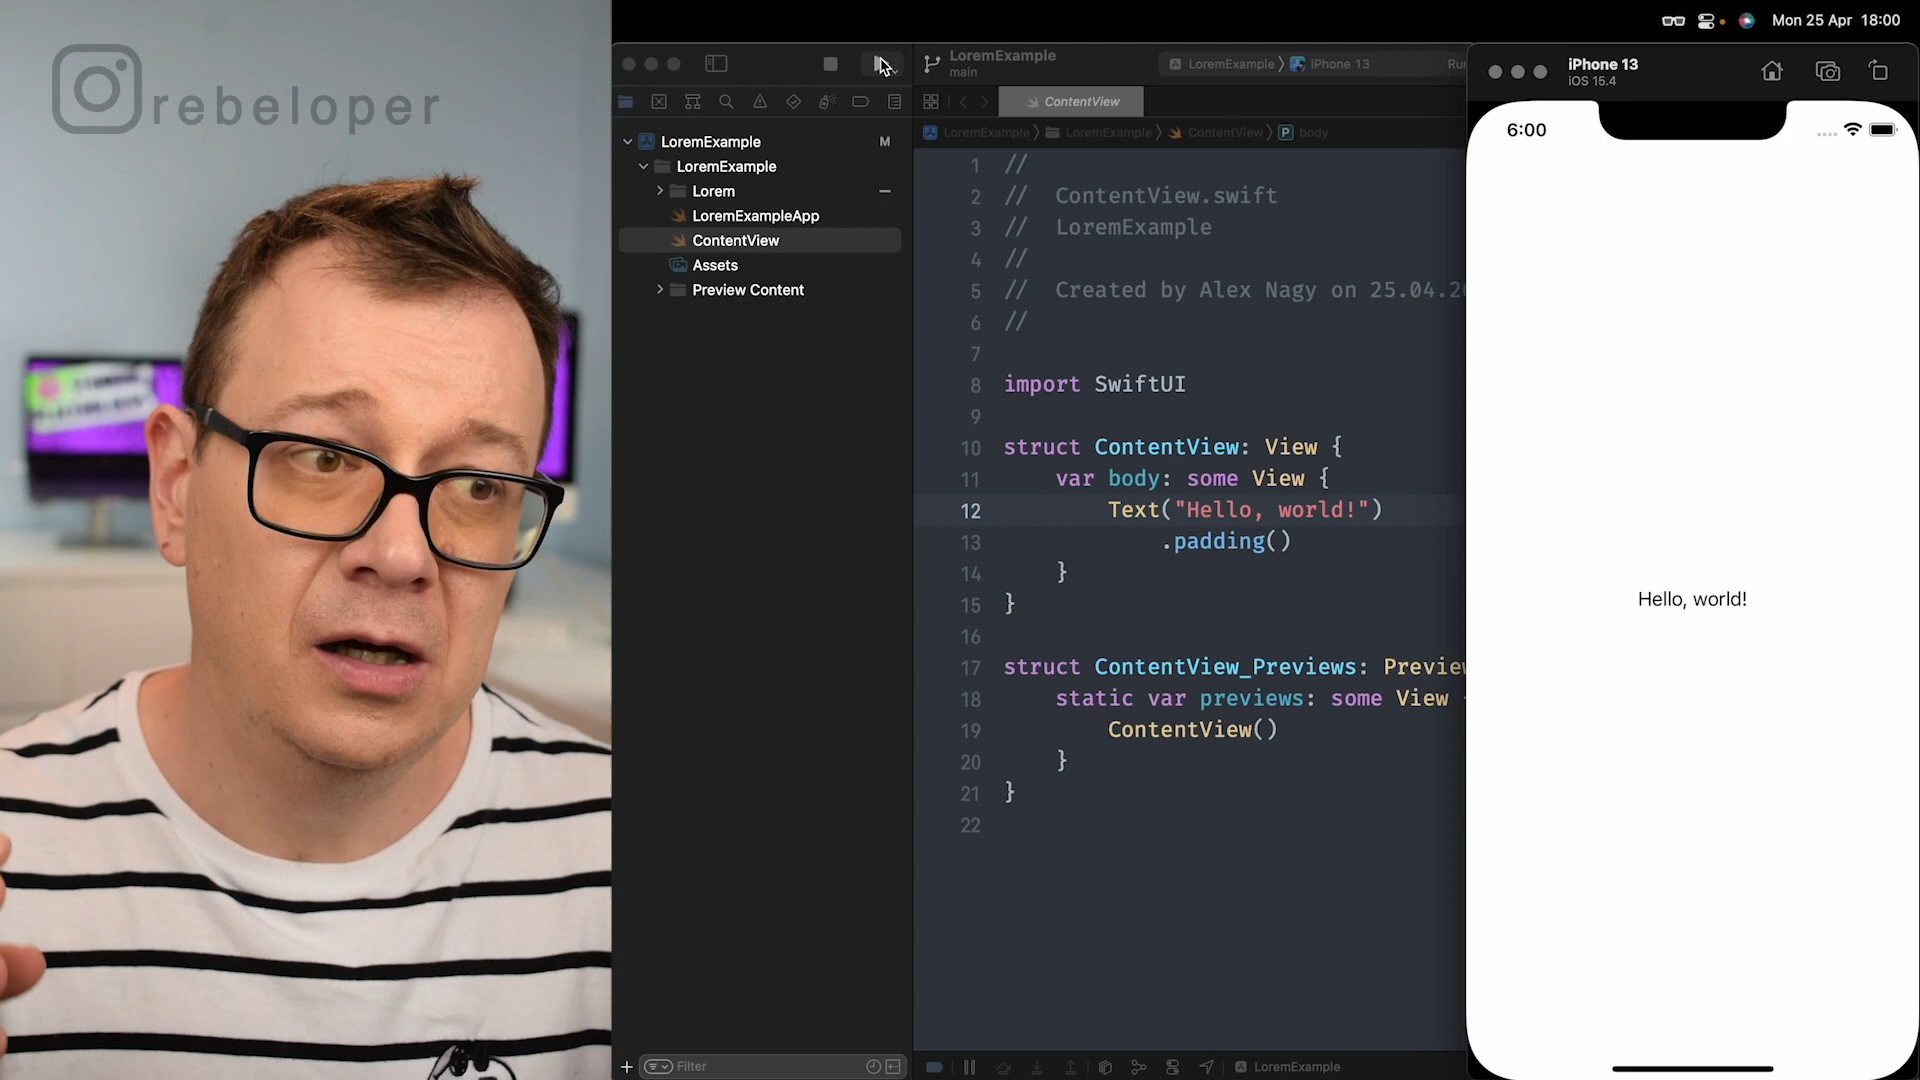 Mon 25 Apr 18:00
@rebeloper
LoremExample
main
LoremExample
iPhone 13
iPhone 13
iOS 15.4
ContentView
LoremExample
LoremExample
ContentView
P
body
LoremExample
M
LoremExample
Lorem
LoremExampleApp
ContentView
Assets
Preview Content
1 //
2 // ContentView.swift
3 // LoremExample
4 //
5 // Created by Alex Nagy on 25.04.2
6 //
7
8 import SwiftUI
9
10 struct ContentView: View {
11 var body: some View {
12 Text("Hello, world!")
13 .padding()
14 }
15 }
16
17 struct ContentView_Previews: Preview
18 static var previews: some View
19 ContentView()
20 }
21 }
22
6:00
Hello, world!
Filter
LoremExample